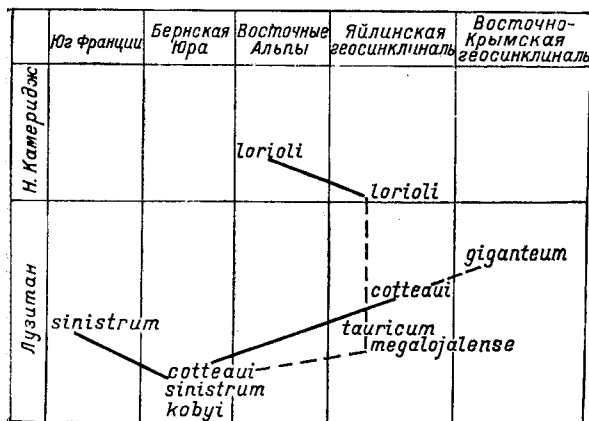 Юг Франции
Бернская
Юра
Восточные
Альпы
Яйлинская
геосинклиналь
Восточно-
Крымская
геосинклиналь
Н. Камеридж
lorioli
lorioli
Лузитан
giganteum
cotteaui
sinistrum
tauricum
megalojalense
cotteaui
sinistrum
kobyi